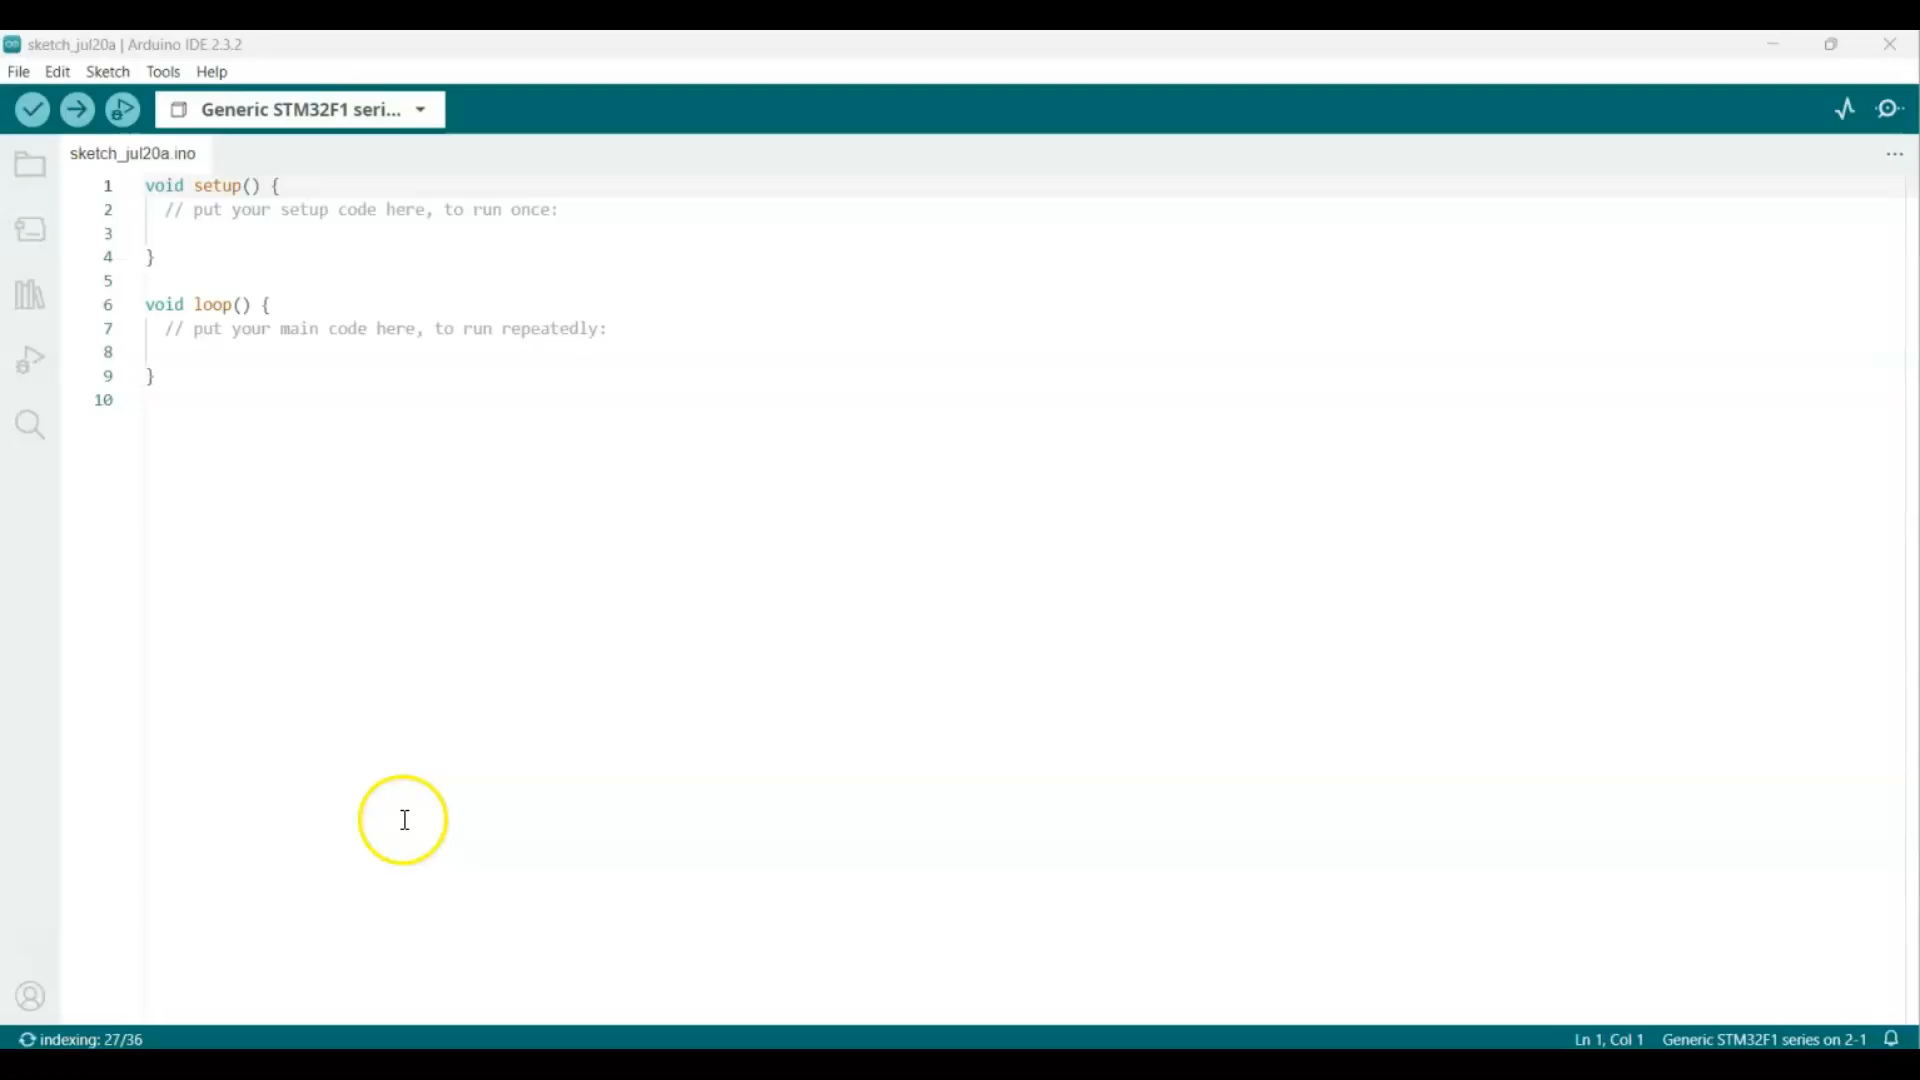 sketch_jul20a | Arduino IDE 2.3.2
File Edit Sketch Tools Help
Generic STM32F1 seri...
sketch_jul20a.ino
1 void setup() {
2 // put your setup code here, to run once:
3
4 }
5
6 void loop() {
7 // put your main code here, to run repeatedly:
8
9 }
10
indexing: 27/36
Ln 1, Col 1 Generic STM32F1 series on 2-1